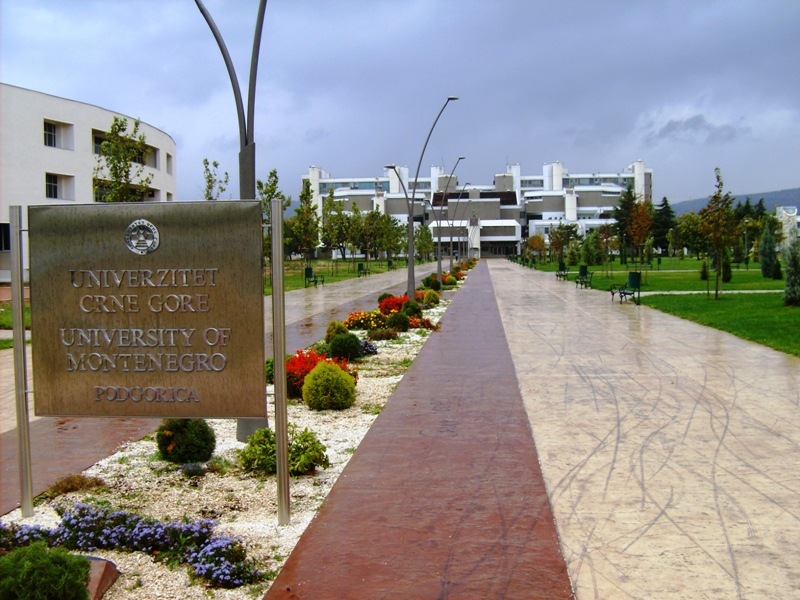 UNIVERZITET
CRNE GORE
UNIVERSITY OF
MONTENEGRO
PODGORICA